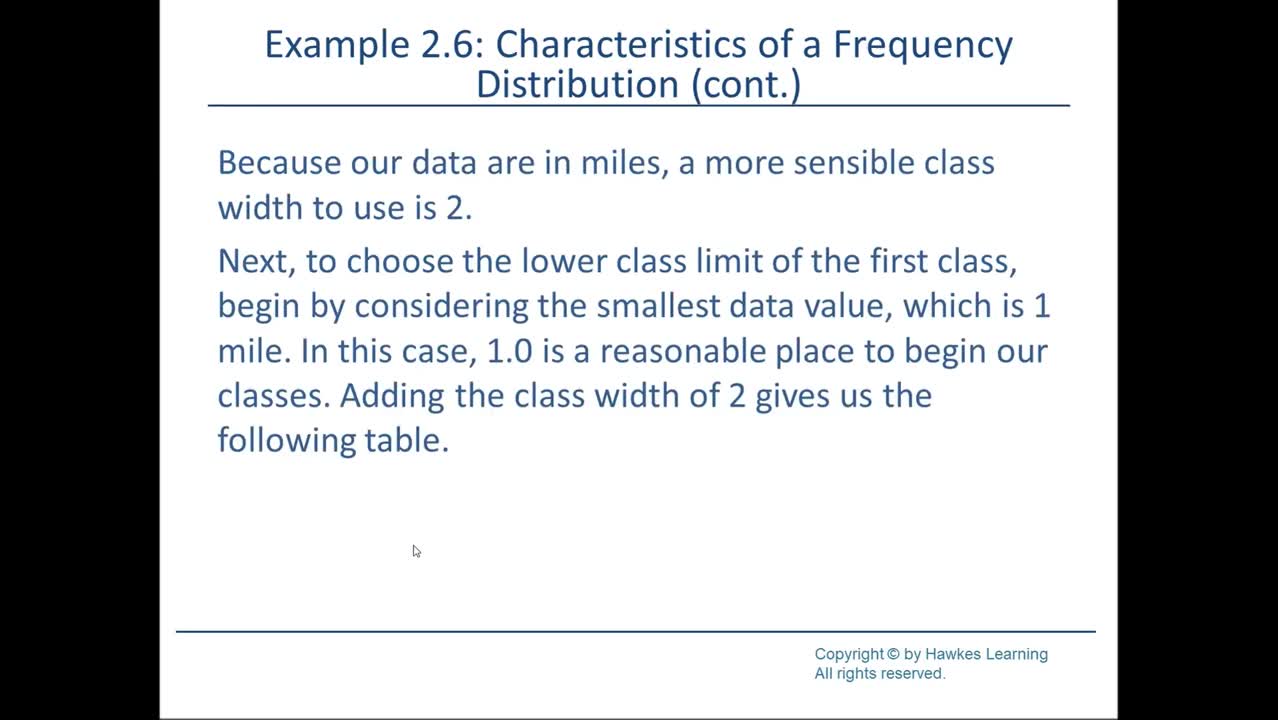 Example 2.6: Characteristics of a Frequency
Distribution (cont.)
Because our data are in miles, a more sensible class
width to use is 2.
Next, to choose the lower class limit of the first class,
begin by considering the smallest data value, which is 1
mile. In this case, 1.0 is a reasonable place to begin our
classes. Adding the class width of 2 gives us the
following table.
Copyright © by Hawkes Learning
All rights reserved.